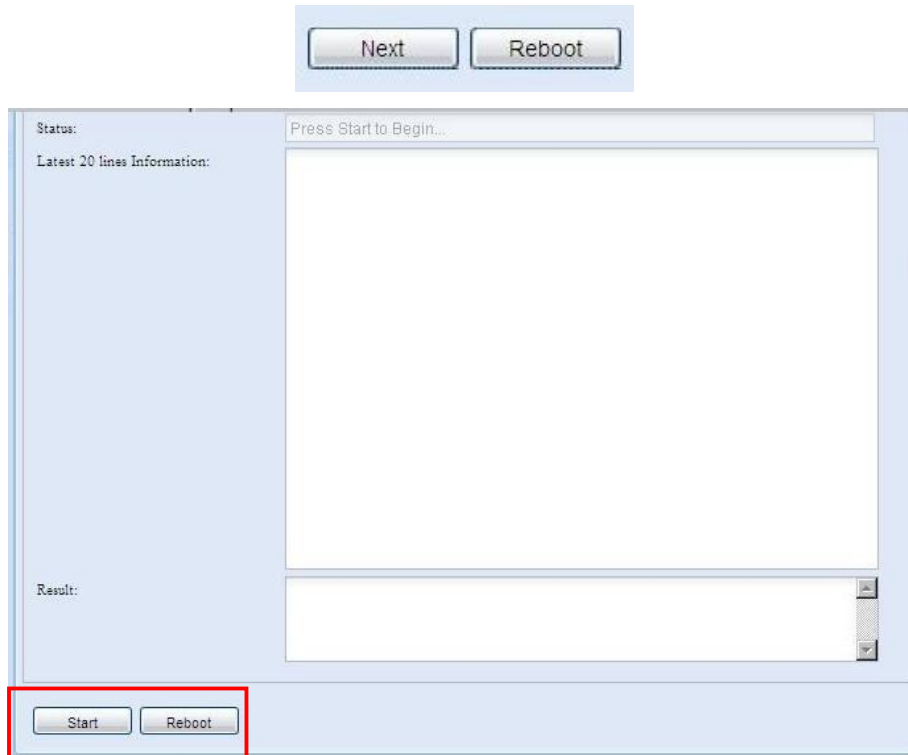 Next Reboot
Status: Press Start to Begin...
Latest 20 lines Information:
Result:
Start Reboot